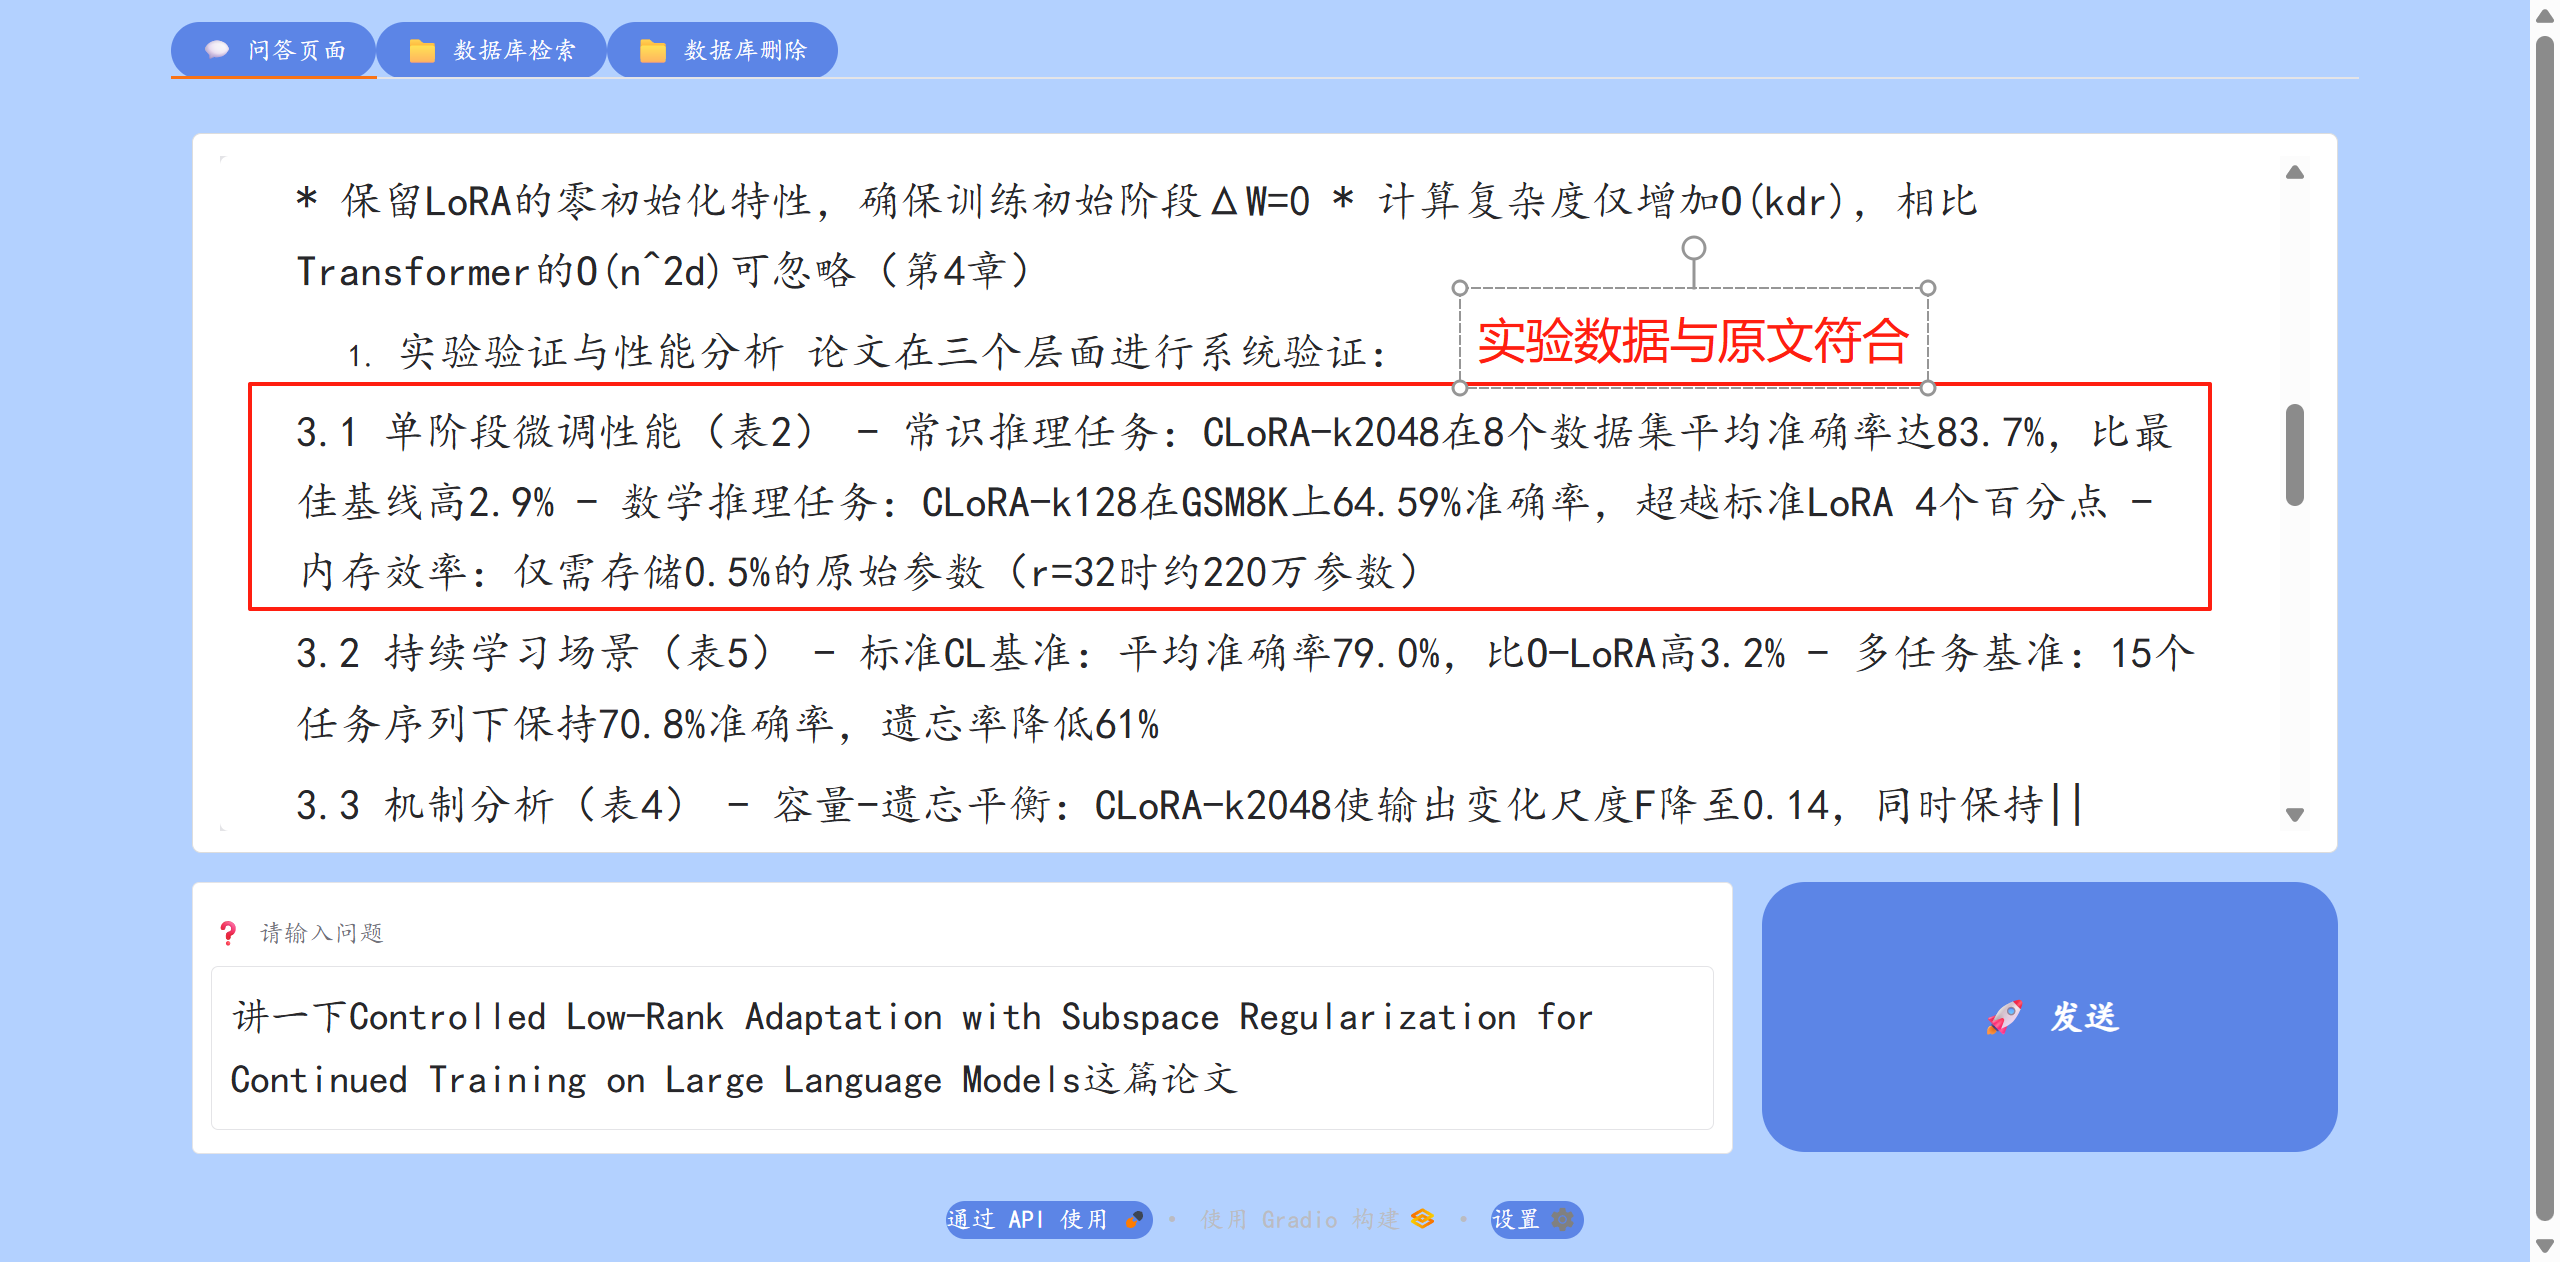 问答页面 数据库检索 数据库删除
* 保留LoRA的零初始化特性，确保训练初始阶段ΔW=0 * 计算复杂度仅增加O(kdr)，相比
Transformer的O(n^2d)可忽略（第4章）
1. 实验验证与性能分析 论文在三个层面进行系统验证：
实验数据与原文符合
3.1 单阶段微调性能（表2） - 常识推理任务：CLoRA-k2048在8个数据集平均准确率达83.7%，比最
佳基线高2.9% - 数学推理任务：CLoRA-k128在GSM8K上64.59%准确率，超越标准LoRA 4个百分点 -
内存效率：仅需存储0.5%的原始参数（r=32时约220万参数）
3.2 持续学习场景（表5） - 标准CL基准：平均准确率79.0%，比O-LoRA高3.2% - 多任务基准：15个
任务序列下保持70.8%准确率，遗忘率降低61%
3.3 机制分析（表4） - 容量-遗忘平衡：CLoRA-k2048使输出变化尺度F降至0.14，同时保持||
请输入问题
讲一下Controlled Low-Rank Adaptation with Subspace Regularization for
Continued Training on Large Language Models这篇论文
发送
通过 API 使用 · 使用 Gradio 构建 · 设置